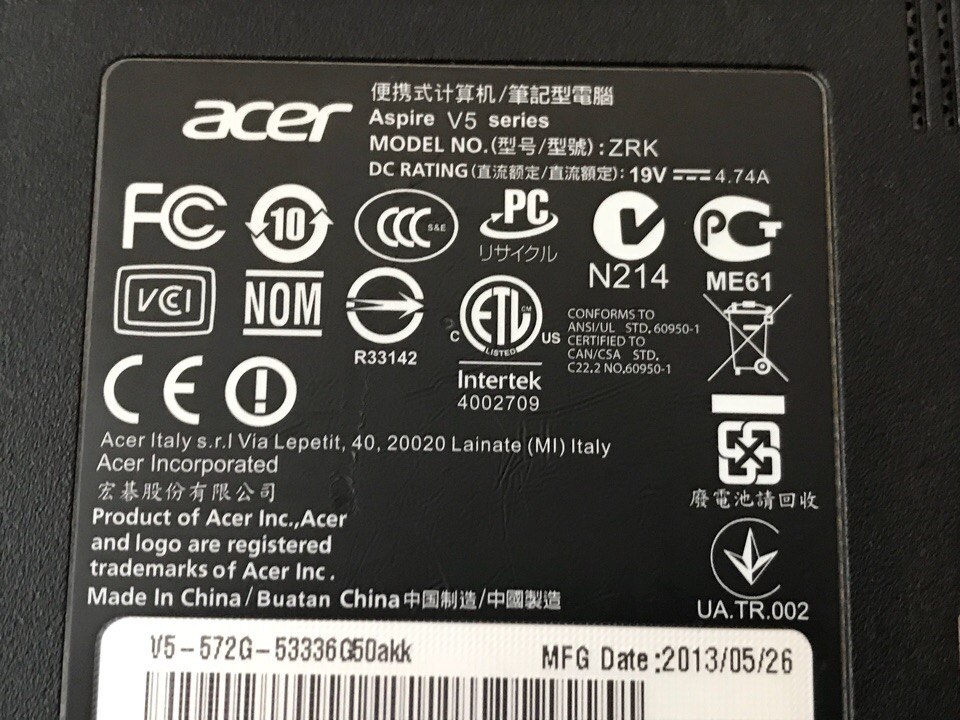 acer
便携式计算机/筆記型電腦
Aspire V5 series
MODEL NO.(型号/型號): ZRK
DC RATING(直流额定/直流額定): 19V 4.74A
FC
10
CCC S&E
PC
リサイクル
N214
PCT
ME61
VCI
NOM
R33142
ETL CM
LISTED
C US
Intertek
4002709
CONFORMS TO
ANSI/UL STD. 60950-1
CERTIFIED TO
CAN/CSA STD.
C22.2 NO.60950-1
CE
Acer Italy s.r.l Via Lepetit, 40, 20020 Lainate (MI) Italy
Acer Incorporated
宏碁股份有限公司
Product of Acer Inc.,Acer
and logo are registered
trademarks of Acer Inc.
Made In China/Buatan China中国制造/中國製造
廢電池請回收
UA.TR.002
V5-572G-53336G50akk
MFG Date :2013/05/26